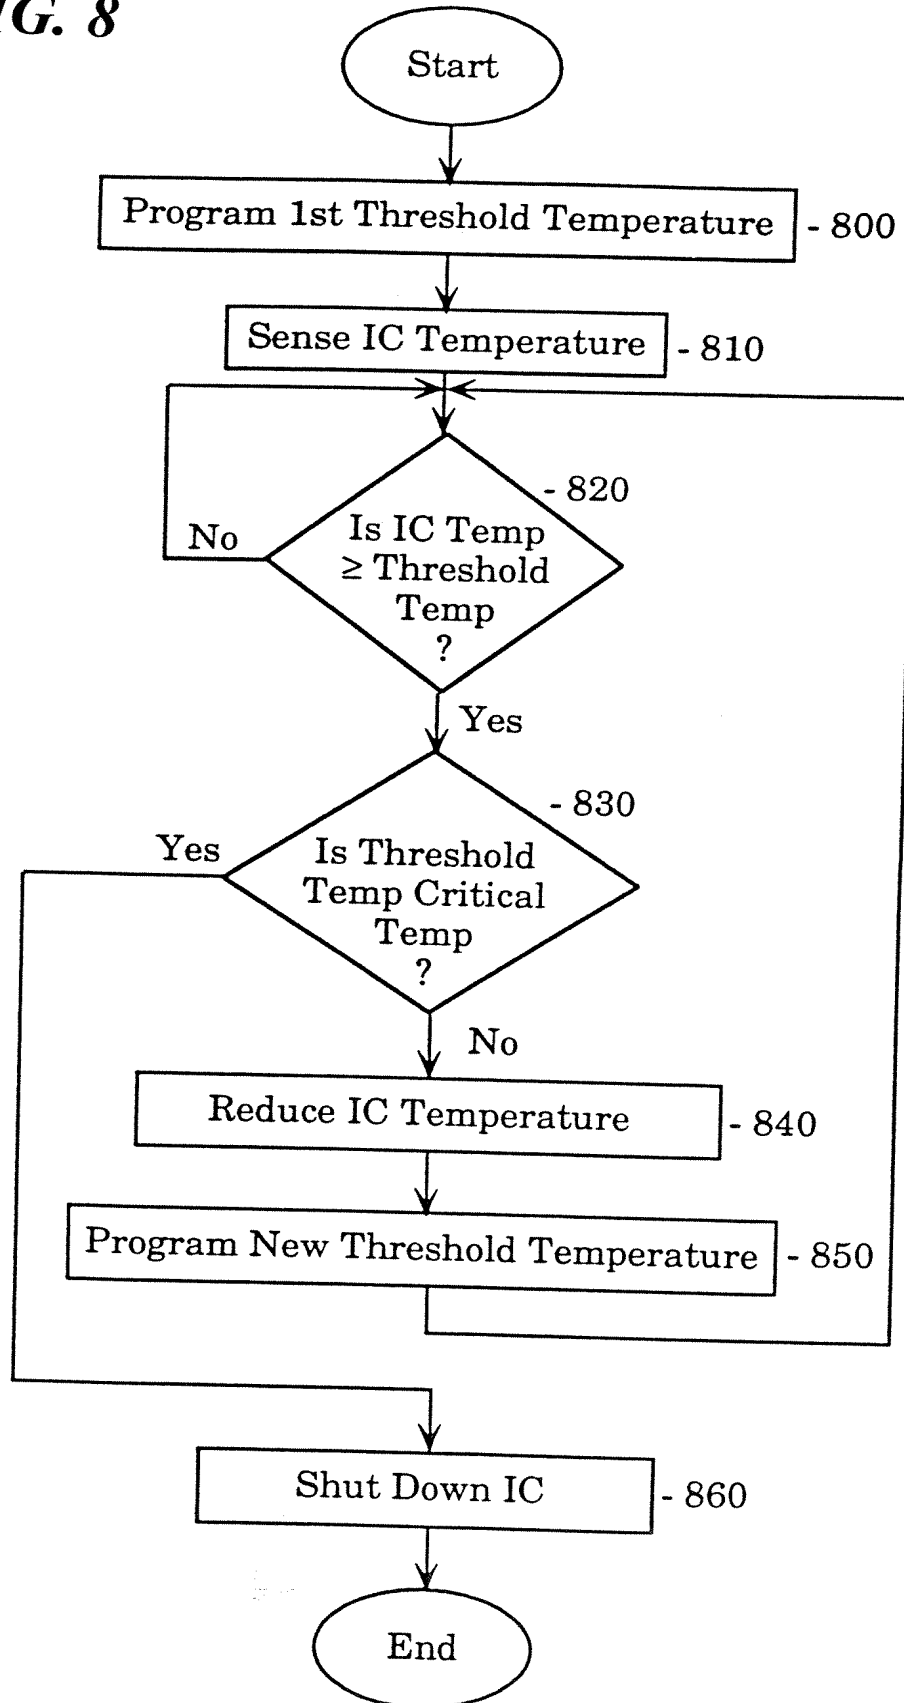 IG. 8
Start
Program 1st Threshold Temperature - 800
Sense IC Temperature - 810
- 820
Is IC Temp
≥ Threshold
Temp
?
No
Yes
- 830
Yes
Is Threshold
Temp Critical
Temp
?
No
Reduce IC Temperature - 840
Program New Threshold Temperature - 850
Shut Down IC - 860
End